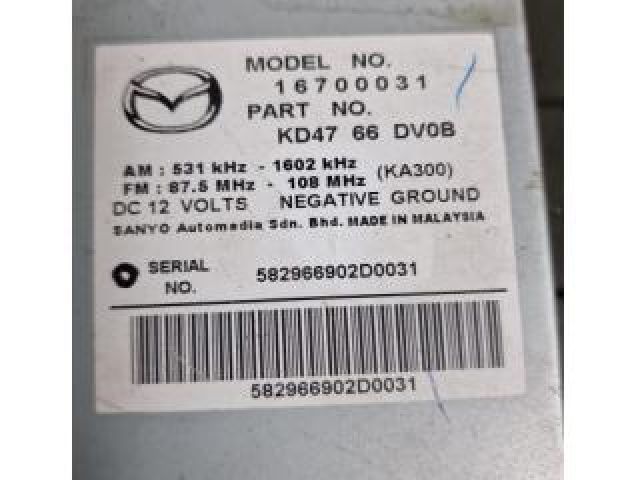 MODEL NO.
16700031
PART NO.
KD47 66 DV0B
AM : 531 kHz - 1602 kHz (KA300)
FM : 87.5 MHz - 108 MHz
DC 12 VOLTS NEGATIVE GROUND
SANYO Automedia Sdn. Bhd. MADE IN MALAYSIA
SERIAL NO. 582966902D0031
582966902D0031